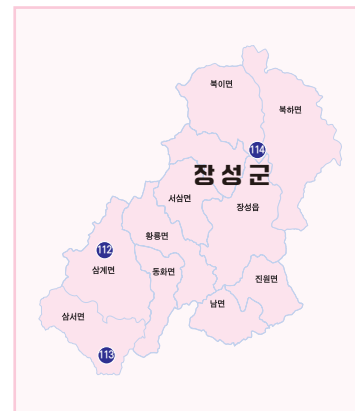 북이면
북하면
114
장성군
서삼면
장성읍
황룡면
112
삼계면
동화면
진원면
남면
삼서면
113